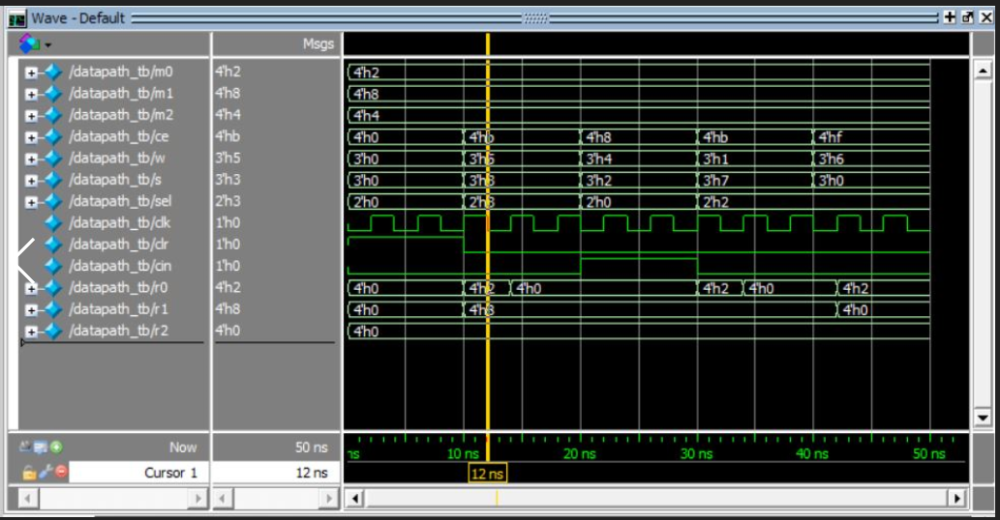 Wave - Default
Msgs
/datapath_tb/m0 4'h2 4'h2
/datapath_tb/m1 4'h8 4'h8
/datapath_tb/m2 4'h4 4'h4
/datapath_tb/ce 4'hb 4'h0 4'hb 4'h8 4'hb 4'hf
/datapath_tb/w 3'h5 3'h0 3'h5 3'h4 3'h1 3'h6
/datapath_tb/s 3'h3 3'h0 3'h3 3'h2 3'h7 3'h0
/datapath_tb/sel 2'h3 2'h0 2'h3 2'h0 2'h2
/datapath_tb/clk 1'h0
/datapath_tb/clr 1'h0
/datapath_tb/cin 1'h0
/datapath_tb/r0 4'h2 4'h0 4'h2 4'h0 4'h2 4'h0 4'h2
/datapath_tb/r1 4'h8 4'h0 4'h8 4'h0
/datapath_tb/r2 4'h0 4'h0
Now 50 ns ns 10 ns 20 ns 30 ns 40 ns 50 ns
Cursor 1 12 ns 12 ns